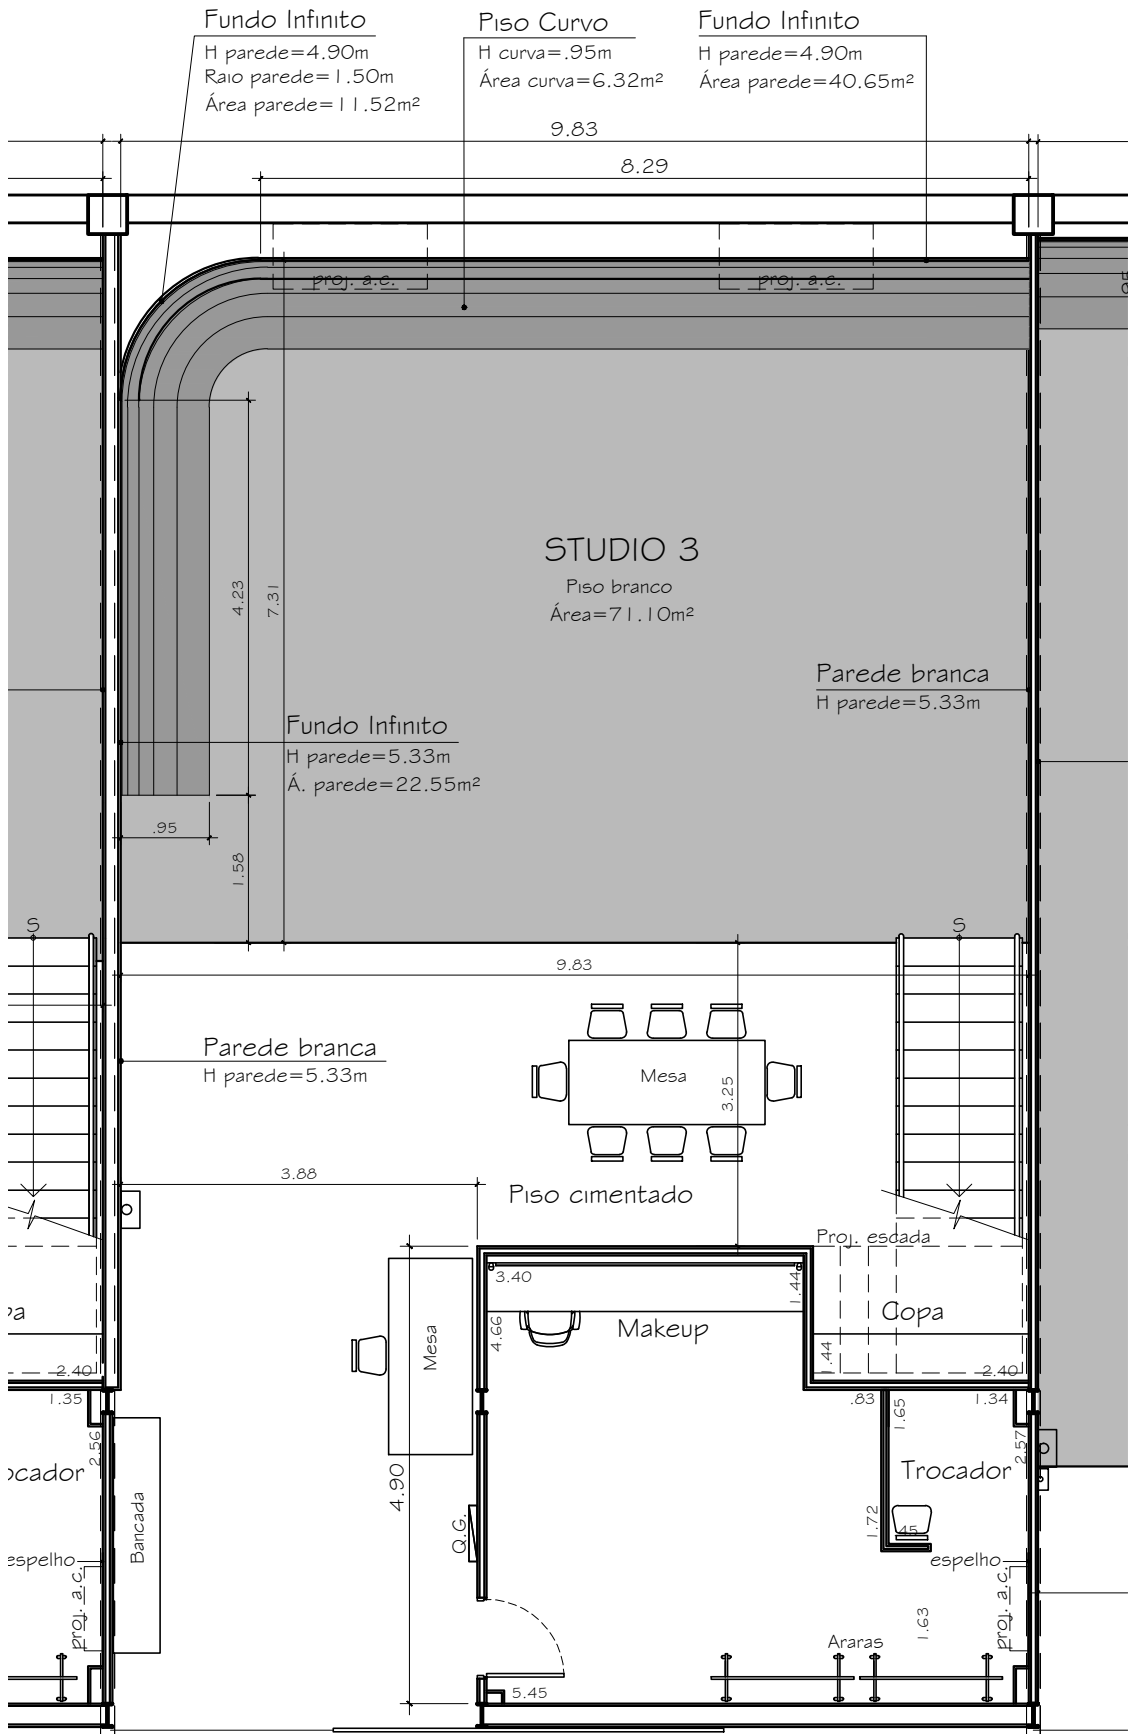 Fundo Infinito
H parede=4.90m
Raio parede=1.50m
Área parede=11.52m²
Piso Curvo
H curva=.95m
Área curva=6.32m²
Fundo Infinito
H parede=4.90m
Área parede=40.65m²
9.83
8.29
proj. a.c.
proj. a.c.
STUDIO 3
Piso branco
Área=71.10m²
4.23
7.31
Parede branca
H parede=5.33m
Fundo Infinito
H parede=5.33m
Á. parede=22.55m²
.95
1.58
S
S
9.83
Parede branca
H parede=5.33m
Mesa
3.25
3.88
Piso cimentado
Proj. escada
3.40
1.44
pa
Copa
Makeup
4.66
Mesa
1.44
2.40
2.40
1.35
.83
1.65
1.34
2.56
2.57
ocador
Trocador
4.90
Bancada
Q.G.
1.72
.45
espelho
espelho
proj. a.c.
proj. a.c.
1.63
Araras
5.45